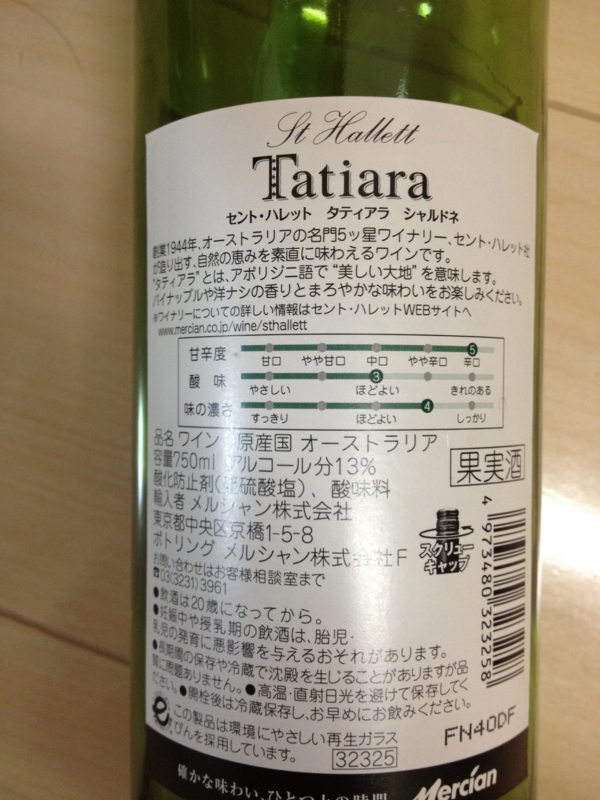 St Hallett
Tatiara
セント・ハレット　タティアラ　シャルドネ
創業1944年、オーストラリアの名門5ッ星ワイナリー、セント・ハレット社
が造り出す、自然の恵みを素直に味わえるワインです。
“タティアラ”とは、アボリジニ語で“美しい大地”を意味します。
パイナップルや洋ナシの香りとまろやかな味わいをお楽しみください。
※ワイナリーについての詳しい情報はセント・ハレットWEBサイトへ
www.mercian.co.jp/wine/sthallett
甘辛度 5
甘口 やや甘口 中口 やや辛口 辛口
酸味 3
やさしい ほどよい きれのある
味の濃さ 4
すっきり ほどよい しっかり
品名 ワイン 原産国 オーストラリア
容量750ml アルコール分13%
酸化防止剤(亜硫酸塩)、酸味料
果実酒
輸入者 メルシャン株式会社
東京都中央区京橋1-5-8
ボトリング メルシャン株式会社F
スクリュー
キャップ
お問い合わせはお客様相談室まで
☎03(3231)3961
4 973480 323258
●飲酒は20歳になってから。
●妊娠中や授乳期の飲酒は、胎児・
乳児の発育に悪影響を与えるおそれがあります。
●長期間の保存や冷蔵で沈殿を生じることがありますが品
質に問題ありません。●高温・直射日光を避けて保存してく
ださい。●開栓後は冷蔵保存し、お早めにお飲みください。
この製品は環境にやさしい再生ガラス
びんを採用しています。
32325
FN40DF
確かな味わい、ひとつ上の時間
Mercian